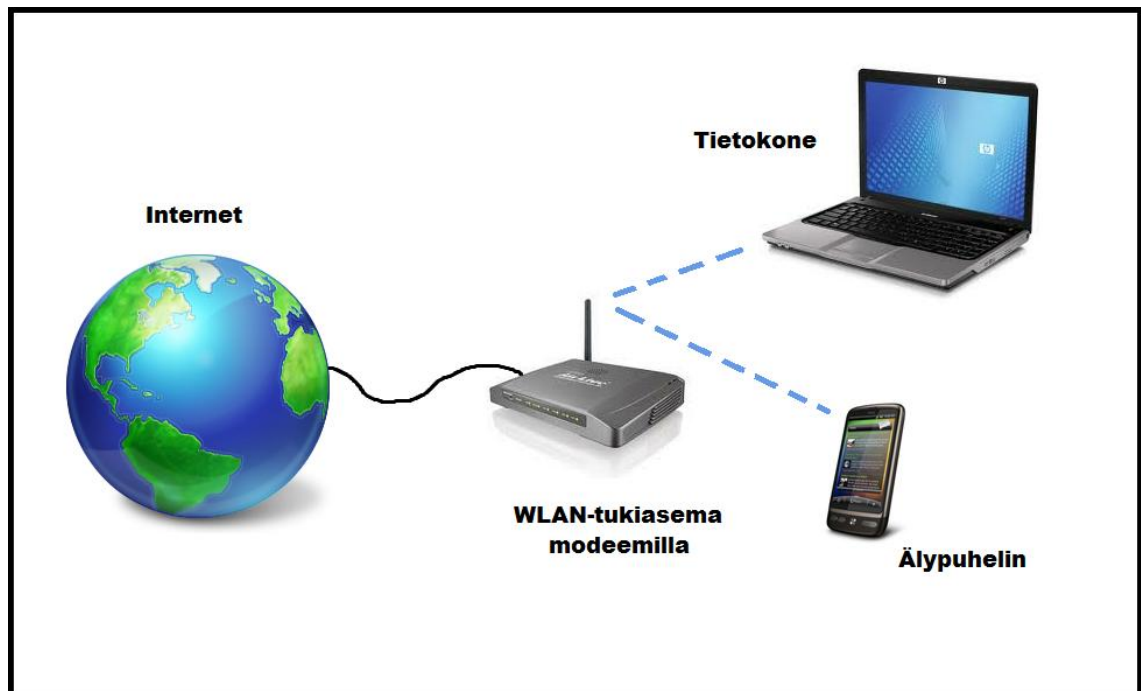 Tietokone
Internet
WLAN-tukiasema
modeemilla
Älypuhelin